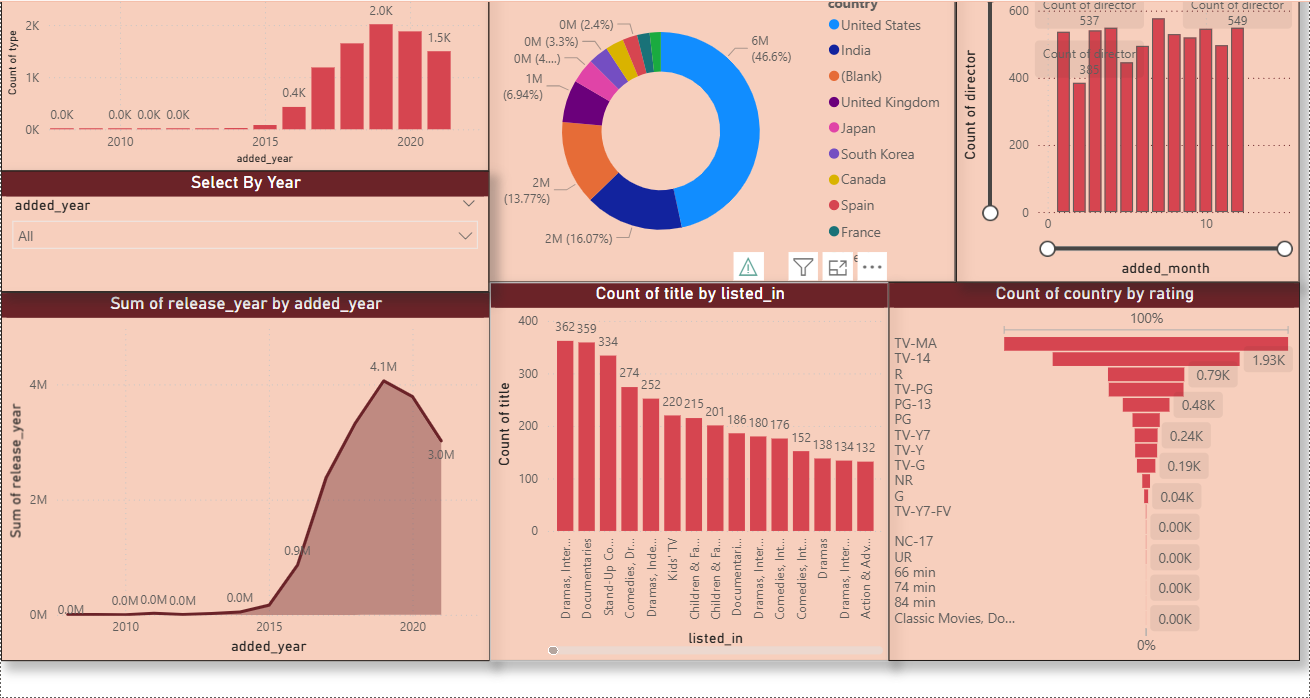 2K
1K
0K
Count of type
0.0K
0.0K
0.0K
0.0K
0.4K
2.0K
1.5K
2010
2015
2020
added_year
Select By Year
added_year
All
0M (2.4%)
0M (3.3%)
0M (4....)
1M
(6.94%)
2M
(13.77%)
2M (16.07%)
6M
(46.6%)
country
United States
India
(Blank)
United Kingdom
Japan
South Korea
Canada
Spain
France
Count of director
600
400
200
0
Count of director
537
Count of director
549
Count of director
385
0
10
added_month
Sum of release_year by added_year
Sum of release_year
4M
2M
0M
0.0M
0.0M
0.0M
0.0M
0.0M
0.9M
4.1M
3.0M
2010
2015
2020
added_year
Count of title by listed_in
Count of title
400
300
200
100
0
362
359
334
274
252
220
215
201
186
180
176
152
138
134
132
Dramas, Inter...
Documentaries
Stand-Up Co...
Comedies, Dr...
Dramas, Inde...
Kids' TV
Children & Fa...
Children & Fa...
Documentari...
Dramas, Inter...
Comedies, Int...
Comedies, Int...
Dramas
Dramas, Inter...
Action & Adv...
listed_in
Count of country by rating
100%
TV-MA
TV-14
1.93K
R
0.79K
TV-PG
PG-13
0.48K
PG
TV-Y7
0.24K
TV-Y
TV-G
0.19K
NR
G
0.04K
TV-Y7-FV
0.00K
NC-17
UR
0.00K
66 min
74 min
0.00K
84 min
Classic Movies, Do...
0.00K
0%